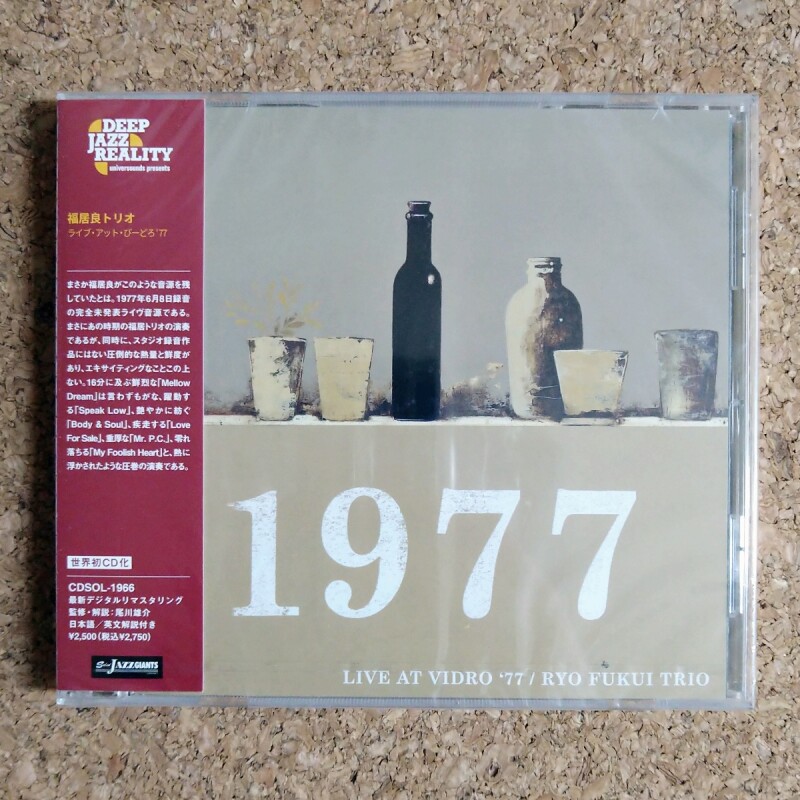 DEEP
JAZZ
REALITY
universounds presents
福居良トリオ
ライブ・アット・びーどろ'77
まさか福居良がこのような音源を残
していたとは。1977年6月8日録音
の完全未発表ライヴ音源である。
まさにあの時期の福居トリオの演奏
であるが、同時に、スタジオ録音作
品にはない圧倒的な熱量と鮮度が
あり、エキサイティングなことこの上
ない。16分に及ぶ鮮烈な「Mellow
Dream」は言わずもがな、躍動す
る「Speak Low」、艶やかに紡ぐ
「Body & Soul」、疾走する「Love
For Sale」、重厚な「Mr. P.C.」、零れ
落ちる「My Foolish Heart」と、熱に
浮かされたような圧巻の演奏である。
世界初CD化
CDSOL-1966
最新デジタルリマスタリング
監修・解説：尾川雄介
日本語／英文解説付き
¥2,500（税込¥2,750）
Solid JAZZ GIANTS
1977
LIVE AT VIDRO ‘77 / RYO FUKUI TRIO